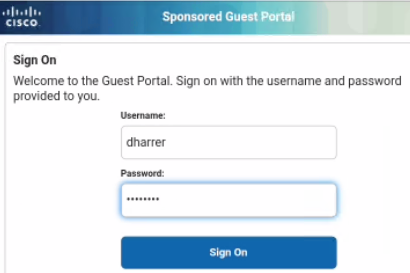 cisco
Sponsored Guest Portal
Sign On
Welcome to the Guest Portal. Sign on with the username and password
provided to you.
Username:
dharrer
Password:
••••••••
Sign On